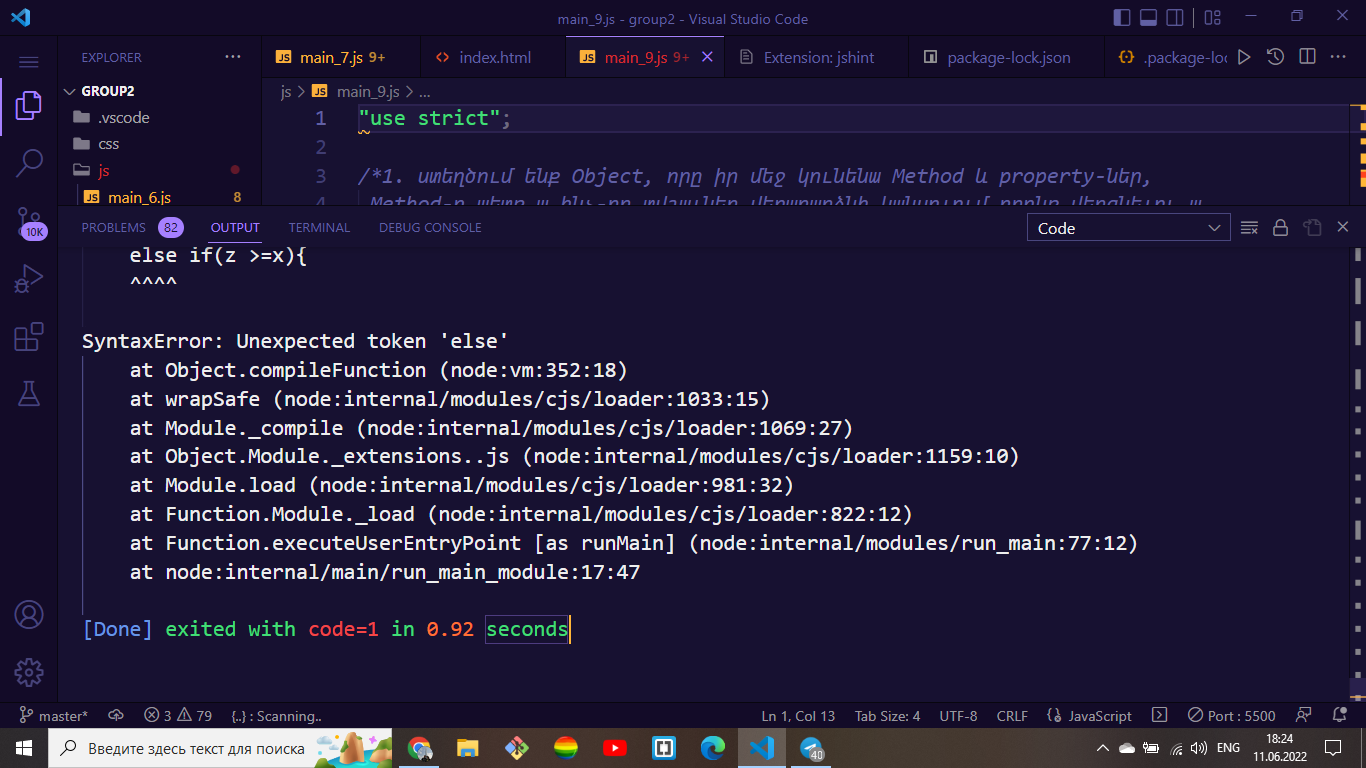 main_9.js - group2 - Visual Studio Code
EXPLORER
GROUP2
.vscode
css
js
main_6.js 8
main_7.js 9+
index.html
main_9.js 9+
Extension: jshint
package-lock.json
js > main_9.js > ...
1 "use strict";
2
3 /*1. ստեղծում ենք Object, որը իր մեջ կունենա Method և property-ներ,
PROBLEMS 82 OUTPUT TERMINAL DEBUG CONSOLE
Code
else if(z >=x){
^^^^
SyntaxError: Unexpected token 'else'
at Object.compileFunction (node:vm:352:18)
at wrapSafe (node:internal/modules/cjs/loader:1033:15)
at Module._compile (node:internal/modules/cjs/loader:1069:27)
at Object.Module._extensions..js (node:internal/modules/cjs/loader:1159:10)
at Module.load (node:internal/modules/cjs/loader:981:32)
at Function.Module._load (node:internal/modules/cjs/loader:822:12)
at Function.executeUserEntryPoint [as runMain] (node:internal/modules/run_main:77:12)
at node:internal/main/run_main_module:17:47
[Done] exited with code=1 in 0.92 seconds
10K
master* 3 79 {..} : Scanning.. Ln 1, Col 13 Tab Size: 4 UTF-8 CRLF JavaScript Port : 5500
Введите здесь текст для поиска
40
ENG
18:24
11.06.2022